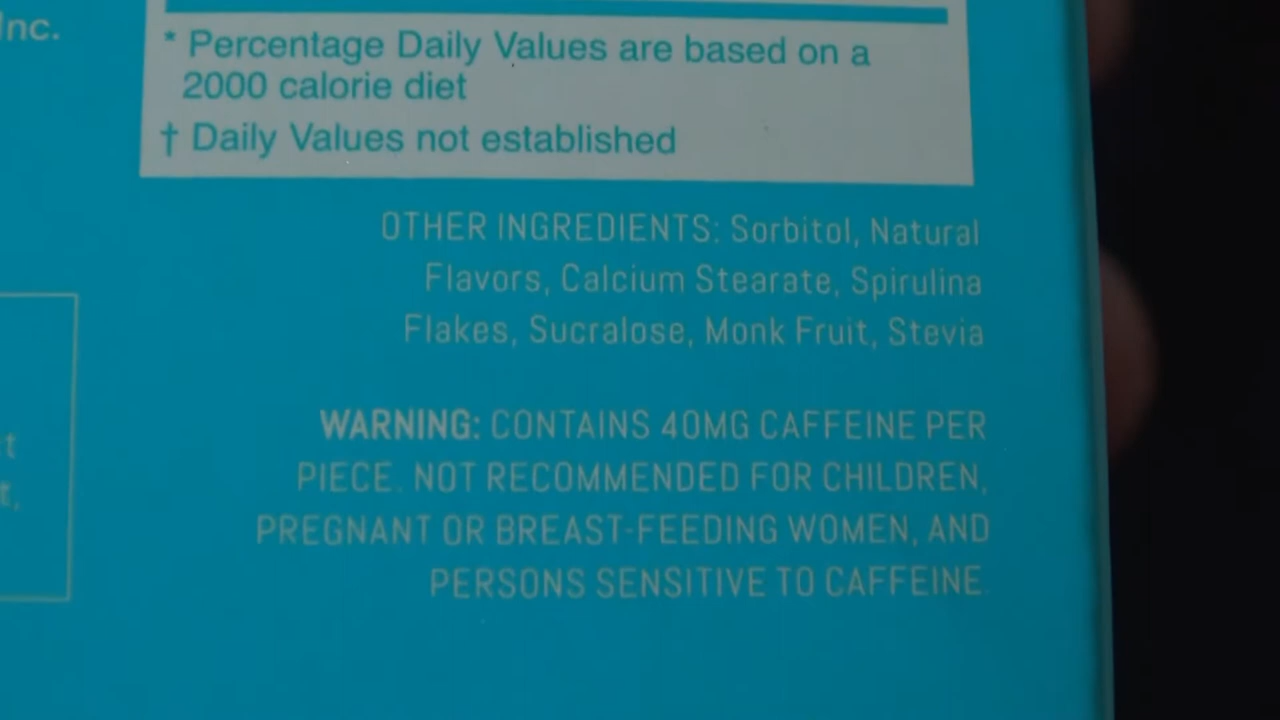 Inc.
* Percentage Daily Values are based on a
2000 calorie diet
† Daily Values not established
OTHER INGREDIENTS: Sorbitol, Natural
Flavors, Calcium Stearate, Spirulina
Flakes, Sucralose, Monk Fruit, Stevia
WARNING: CONTAINS 40MG CAFFEINE PER
PIECE. NOT RECOMMENDED FOR CHILDREN,
PREGNANT OR BREAST-FEEDING WOMEN, AND
PERSONS SENSITIVE TO CAFFEINE.